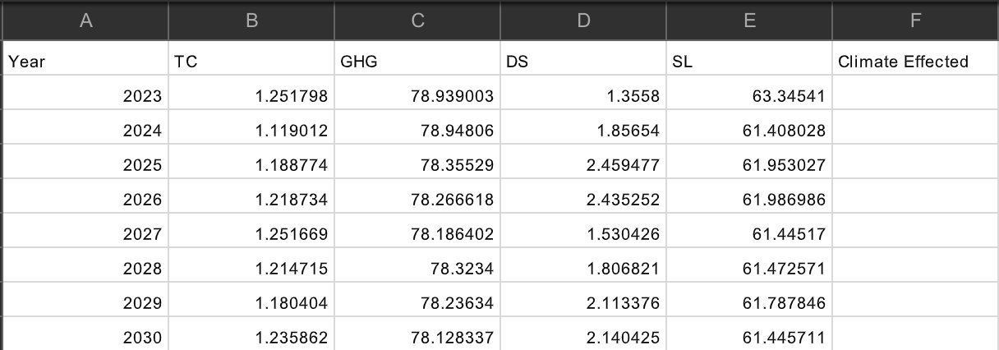 A B C D E F
Year TC GHG DS SL Climate Effected
2023 1.251798 78.939003 1.3558 63.34541
2024 1.119012 78.94806 1.85654 61.408028
2025 1.188774 78.35529 2.459477 61.953027
2026 1.218734 78.266618 2.435252 61.986986
2027 1.251669 78.186402 1.530426 61.44517
2028 1.214715 78.3234 1.806821 61.472571
2029 1.180404 78.23634 2.113376 61.787846
2030 1.235862 78.128337 2.140425 61.445711